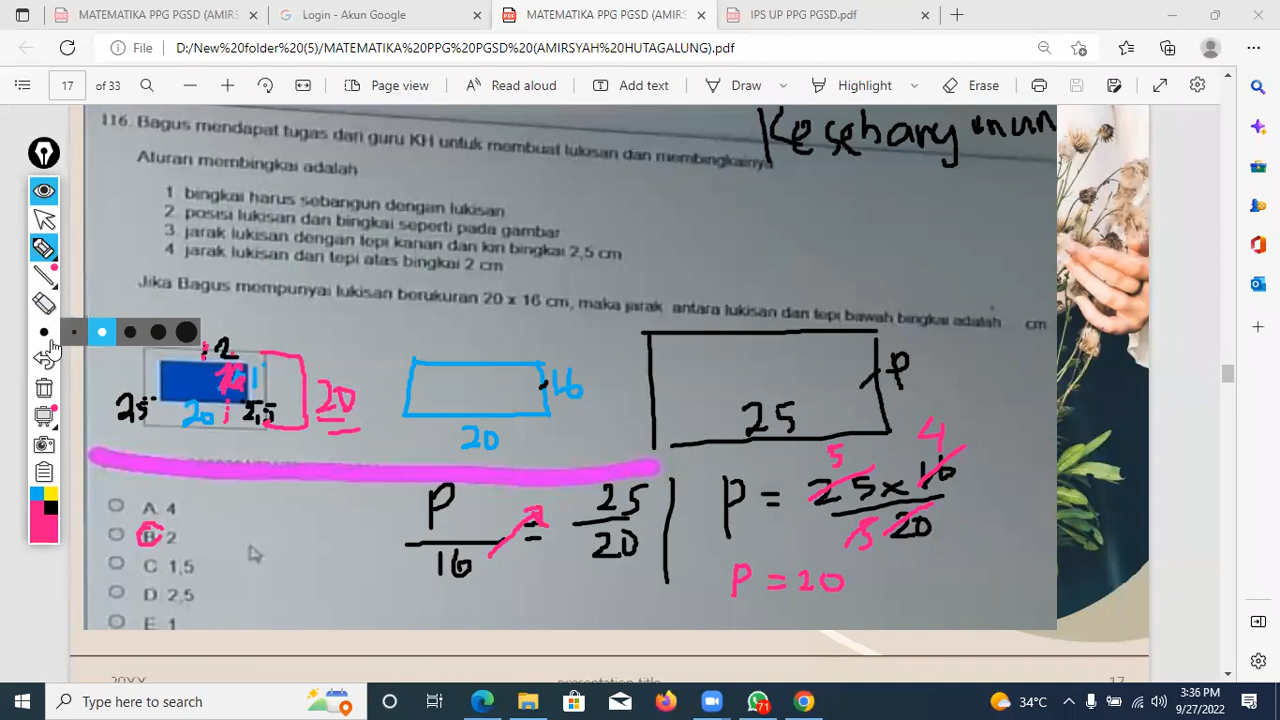 Login - Akun Google
MATEMATIKA PPG PGSD (AMIRS
IPS UP PPG PGSD.pdf
File
D:/New%20folder%20(5)/MATEMATIKA%20PPG%20PGSD%20(AMIRSYAH%20HUTAGALUNG).pdf
17 of 33
Page view
Read aloud
Add text
Draw
Highlight
Erase
116. Bagus mendapat tugas dari guru KH untuk membuat lukisan dan membingkainya
Aturan membingkai adalah
1 bingkai harus sebangun dengan lukisan
2 posisi lukisan dan bingkai seperti pada gambar
3. jarak lukisan dengan tepi kanan dan kiri bingkai 2,5 cm
4 jarak lukisan dari tepi atas bingkai 2 cm
Jika Bagus mempunyai lukisan berukuran 20 x 16 cm, maka jarak antara lukisan dan tepi bawah bingkai adalah cm
2
20
2,5
20
16
20
P
25
A. 4
B. 2
C. 1,5
D. 2,5
E. 1
P
16
=
25
20
P = 25 x 16
20
5
4
5
P = 20
20XX
presentation title
17
Type here to search
71
34°C
3:36 PM
9/27/2022